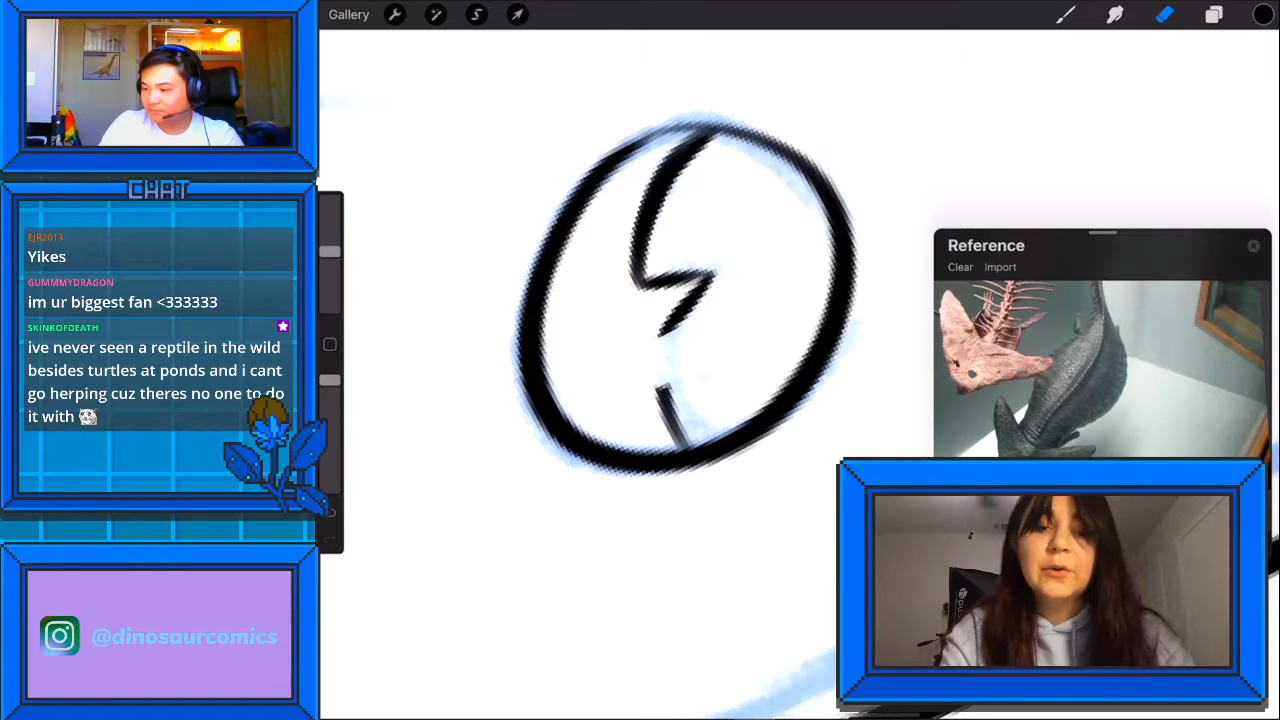 Gallery
CHAT
EJR2013
Yikes
GUMMMYDRAGON
im ur biggest fan <333333
SKINKOFDEATH
ive never seen a reptile in the wild
besides turtles at ponds and i cant
go herping cuz theres no one to do
it with
@dinosaurcomics
Reference
Clear Import